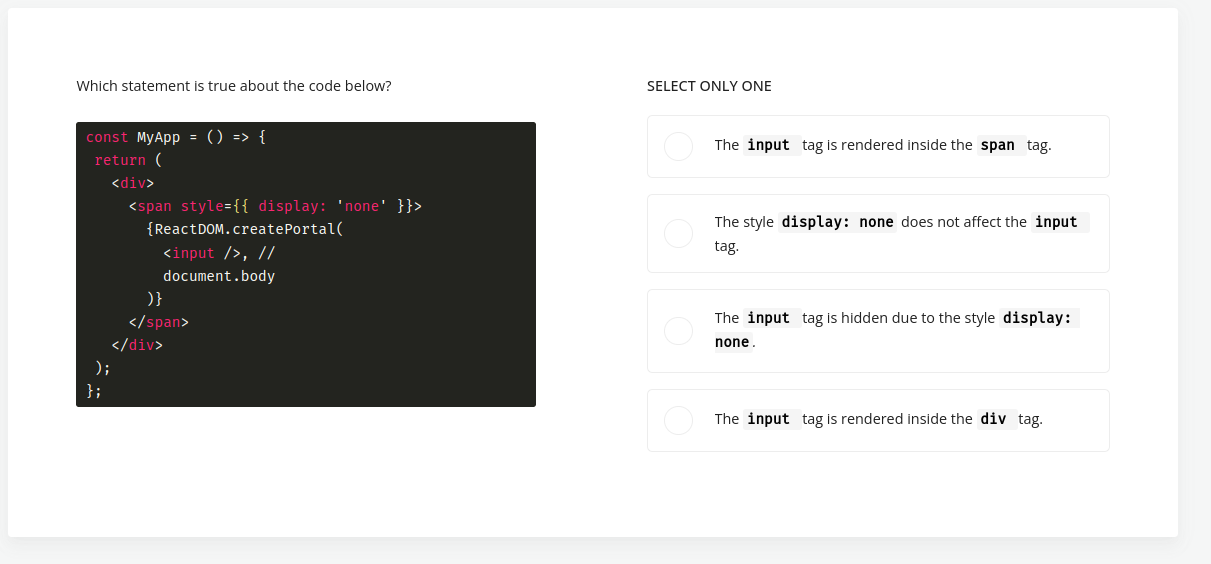 Which statement is true about the code below?
const MyApp = () => {
return (
<div>
<span style={{ display: 'none' }}>
{ReactDOM.createPortal(
<input />, //
document.body
)}
</span>
</div>
);
};
SELECT ONLY ONE
The input tag is rendered inside the span tag.
The style display: none does not affect the input
tag.
The input tag is hidden due to the style display:
none.
The input tag is rendered inside the div tag.